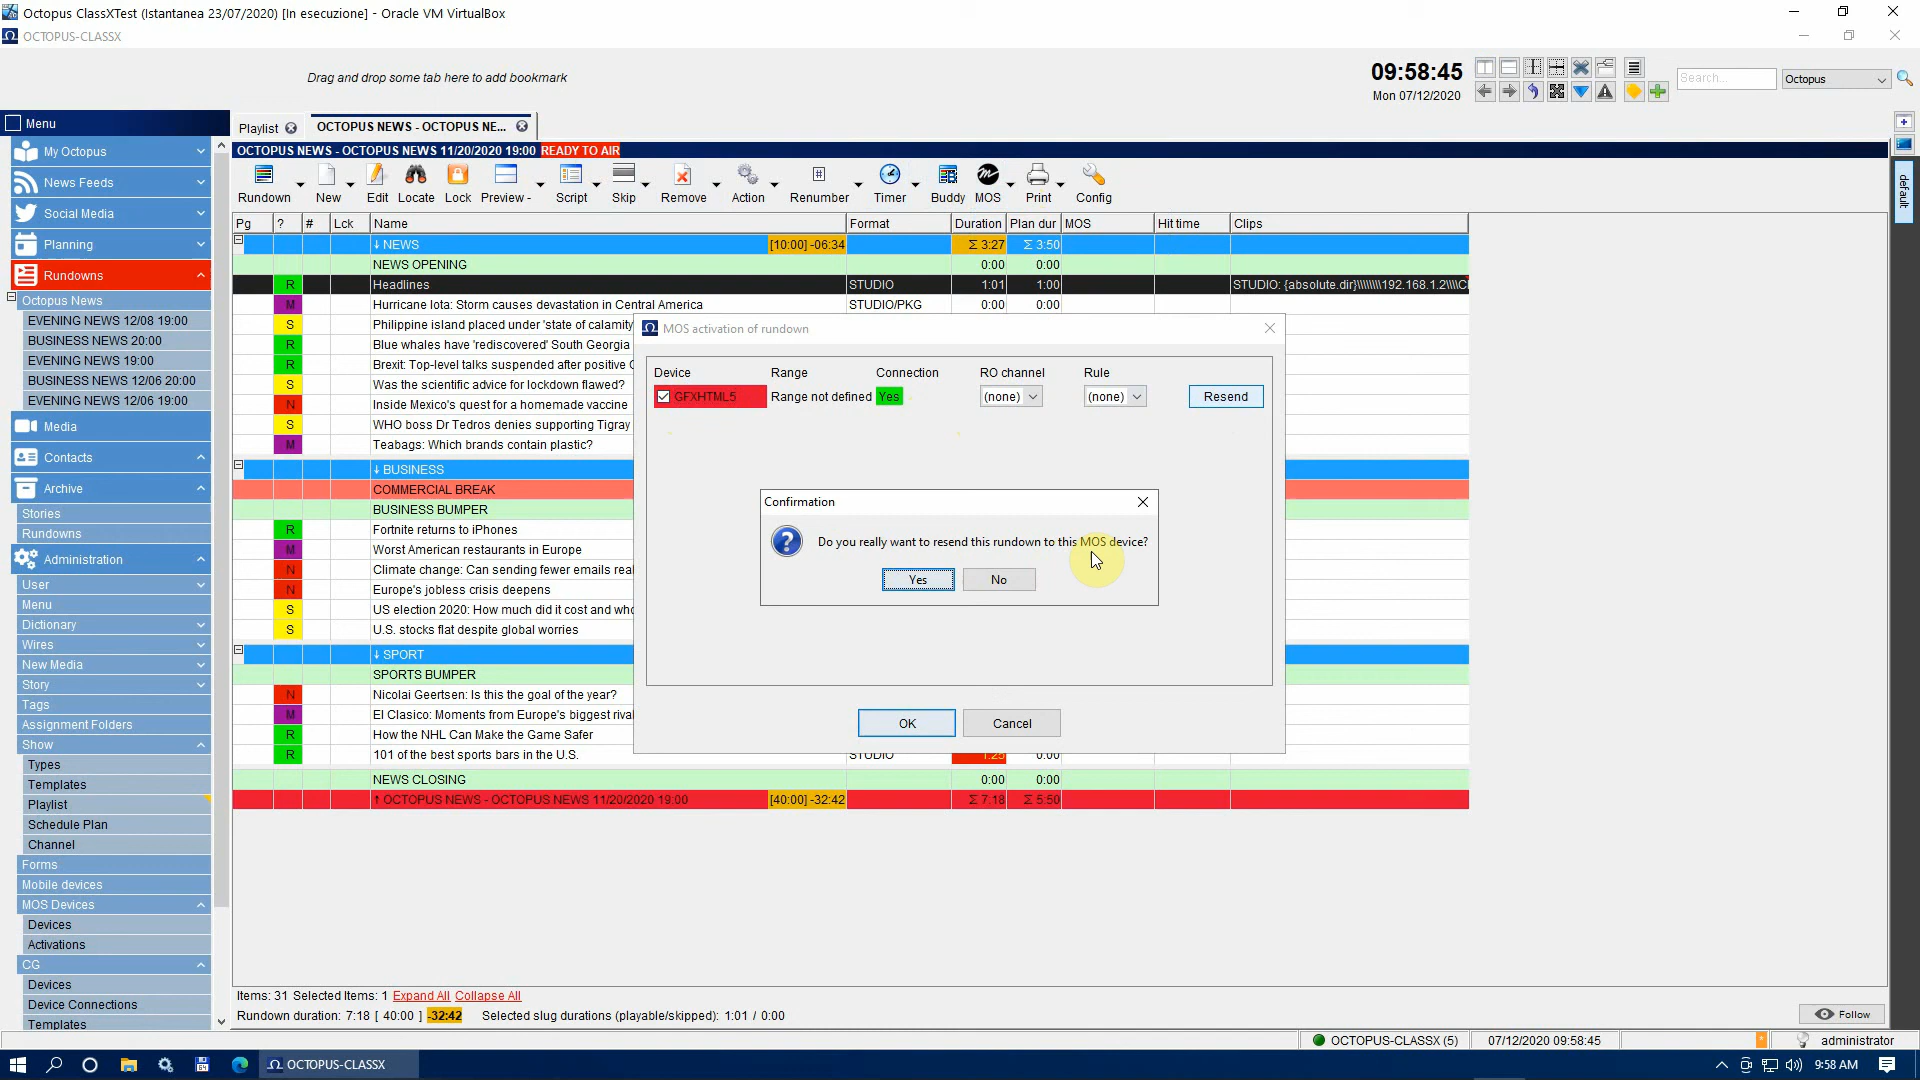 Octopus ClassXTest (Istantanea 23/07/2020) [In esecuzione] - Oracle VM VirtualBox
OCTOPUS-CLASSX
Drag and drop some tab here to add bookmark
09:58:45
Mon 07/12/2020
Search...
Octopus
Menu
Playlist
OCTOPUS NEWS - OCTOPUS NE...
My Octopus
News Feeds
Social Media
Planning
Rundowns
Octopus News
EVENING NEWS 12/08 19:00
BUSINESS NEWS 20:00
EVENING NEWS 19:00
BUSINESS NEWS 12/06 20:00
EVENING NEWS 12/06 19:00
Media
Contacts
Archive
Stories
Rundowns
Administration
User
Menu
Dictionary
Wires
New Media
Story
Tags
Assignment Folders
Show
Types
Templates
Playlist
Schedule Plan
Channel
Forms
Mobile devices
MOS Devices
Devices
Activations
CG
Devices
Device Connections
Templates
OCTOPUS NEWS - OCTOPUS NEWS 11/20/2020 19:00 READY TO AIR
Rundown New Edit Locate Lock Preview - Script Skip Remove Action Renumber Timer Buddy MOS Print Config
Pg ? # Lck Name Format Duration Plan dur MOS Hit time Clips
↓ NEWS [10:00] -06:34 Σ 3:27 Σ 3:50
NEWS OPENING 0:00 0:00
R Headlines STUDIO 1:01 1:00 STUDIO: {absolute.dir}\\\\\\\\192.168.1.2\\\\C
M Hurricane Iota: Storm causes devastation in Central America STUDIO/PKG 0:00 0:00
S Philippine island placed under 'state of calamity
R Blue whales have 'rediscovered' South Georgia
R Brexit: Top-level talks suspended after positive
S Was the scientific advice for lockdown flawed?
N Inside Mexico's quest for a homemade vaccine
S WHO boss Dr Tedros denies supporting Tigray
M Teabags: Which brands contain plastic?
↓ BUSINESS
COMMERCIAL BREAK
BUSINESS BUMPER
R Fortnite returns to iPhones
M Worst American restaurants in Europe
N Climate change: Can sending fewer emails rea
N Europe's jobless crisis deepens
S US election 2020: How much did it cost and who
S U.S. stocks flat despite global worries
↓ SPORT
SPORTS BUMPER
N Nicolai Geertsen: Is this the goal of the year?
M El Clasico: Moments from Europe's biggest rival
R How the NHL Can Make the Game Safer
R 101 of the best sports bars in the U.S. STUDIO 1:25 0:00
NEWS CLOSING 0:00 0:00
↑ OCTOPUS NEWS - OCTOPUS NEWS 11/20/2020 19:00 [40:00] -32:42 Σ 7:18 Σ 5:50
MOS activation of rundown
Device Range Connection RO channel Rule
GFXHTML5 Range not defined Yes (none) (none) Resend
Confirmation
Do you really want to resend this rundown to this MOS device?
Yes No
OK Cancel
default
Items: 31 Selected Items: 1 Expand All Collapse All
Rundown duration: 7:18 [ 40:00 ] -32:42 Selected slug durations (playable/skipped): 1:01 / 0:00
Follow
OCTOPUS-CLASSX (5) 07/12/2020 09:58:45 administrator
OCTOPUS-CLASSX
9:58 AM